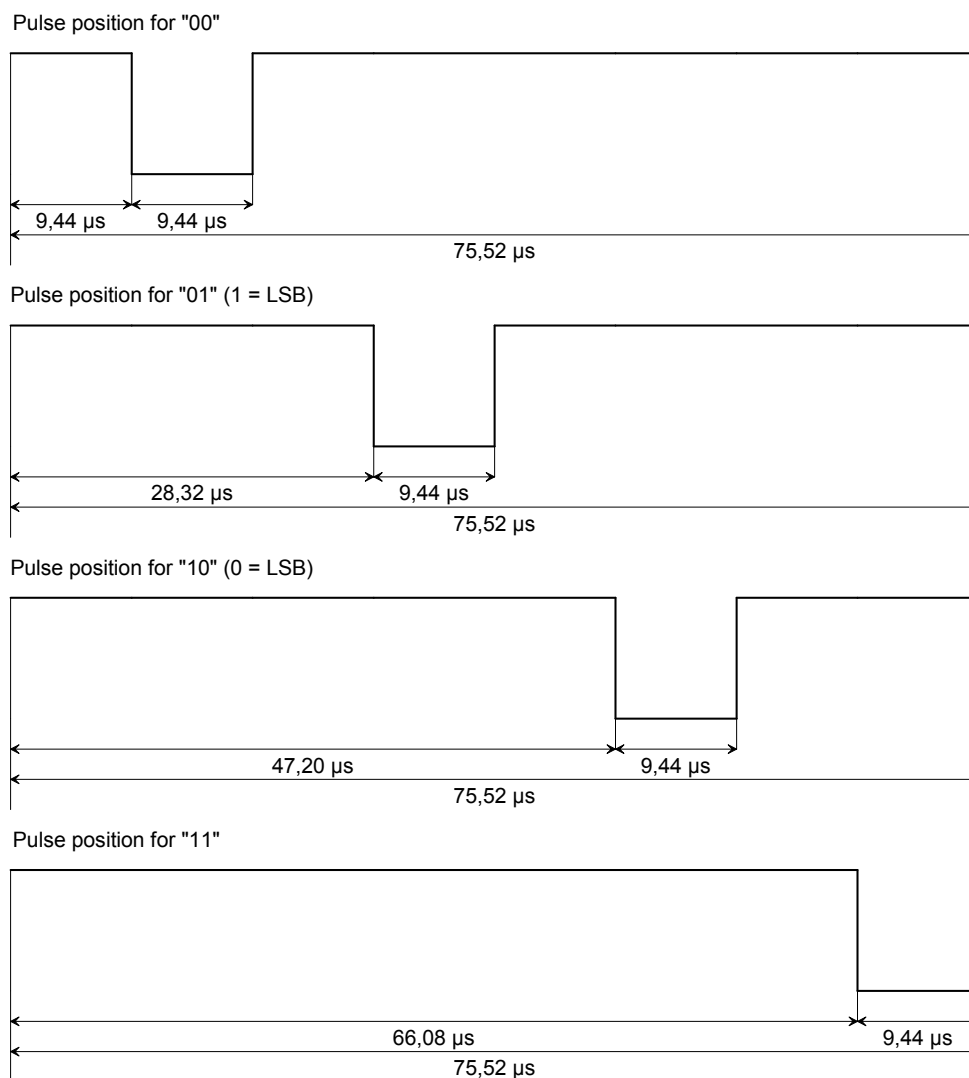 Pulse position for "00"
9,44 µs 9,44 µs
75,52 µs
Pulse position for "01" (1 = LSB)
28,32 µs 9,44 µs
75,52 µs
Pulse position for "10" (0 = LSB)
47,20 µs 9,44 µs
75,52 µs
Pulse position for "11"
66,08 µs 9,44 µs
75,52 µs